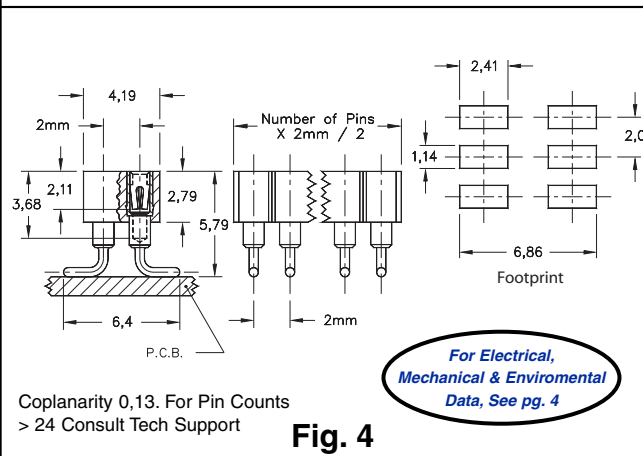 4,19
2mm
2,11
3,68
2,79
5,79
6,4
P.C.B.
Number of Pins
X 2mm / 2
2mm
2,41
1,14
2,0
6,86
Footprint
For Electrical,
Mechanical & Enviromental
Data, See pg. 4
Coplanarity 0,13. For Pin Counts
> 24 Consult Tech Support
Fig. 4